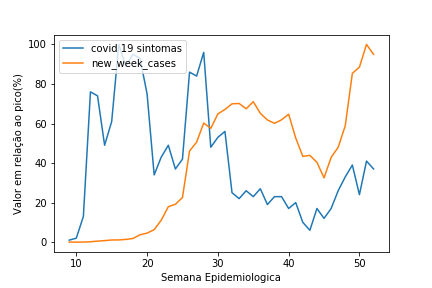 covid 19 sintomas
new_week_cases
100
80
60
40
20
0
Valor em relação ao pico(%)
10
20
30
40
50
Semana Epidemiologica